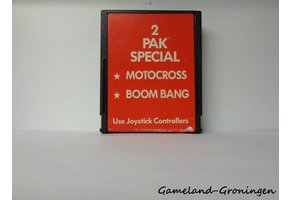 2
PAK
SPECIAL
★ MOTOCROSS
★ BOOM BANG
Use Joystick Controllers
Gameland-Groningen